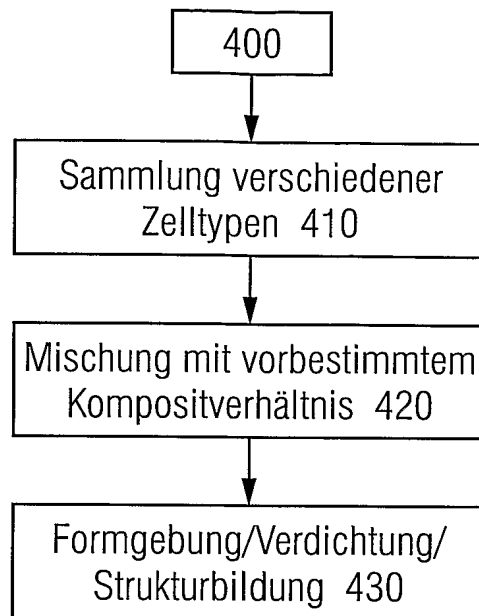 400
Sammlung verschiedener
Zelltypen 410
Mischung mit vorbestimmtem
Kompositverhältnis 420
Formgebung/Verdichtung/
Strukturbildung 430